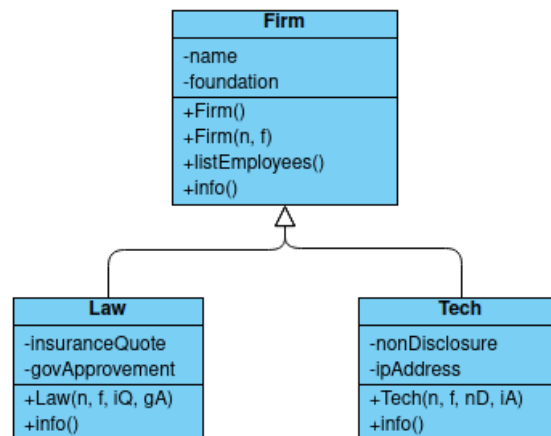 Firm
-name
-foundation
+Firm()
+Firm(n, f)
+listEmployees()
+info()
Law
-insuranceQuote
-govApprovement
+Law(n, f, iQ, gA)
+info()
Tech
-nonDisclosure
-ipAddress
+Tech(n, f, nD, iA)
+info()